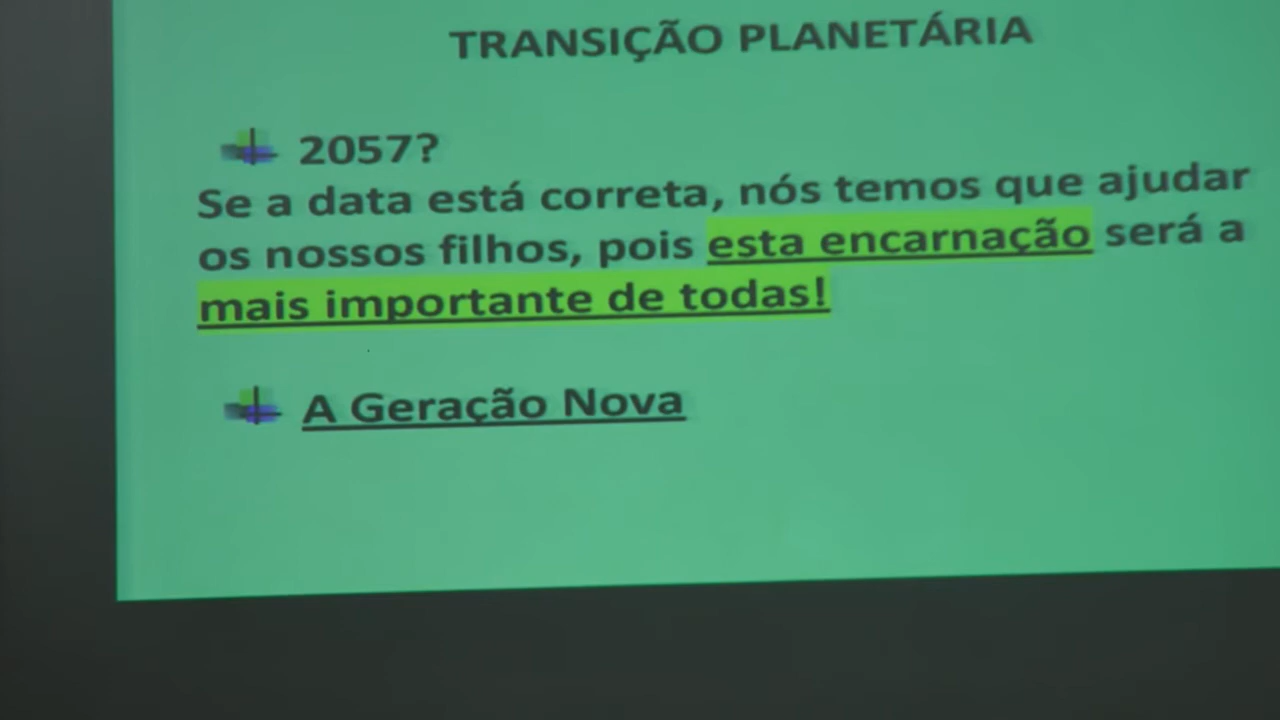 TRANSIÇÃO PLANETÁRIA
2057?
Se a data está correta, nós temos que ajudar
os nossos filhos, pois esta encarnação será a
mais importante de todas!
A Geração Nova